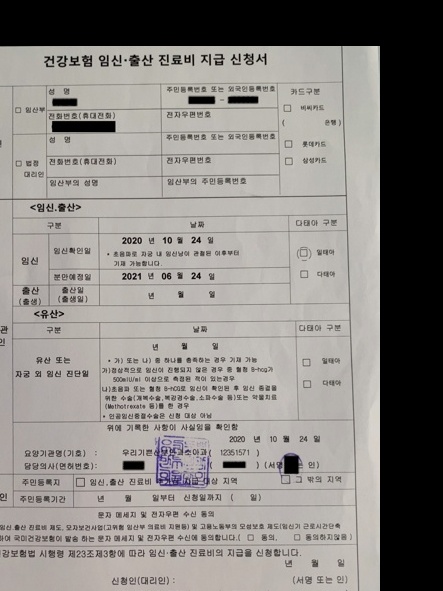 건강보험 임신·출산 진료비 지급 신청서
성 명
주민등록번호 또는 외국인등록번호
카드구분
□ 임산부
-
□ 비씨카드
전화번호(휴대전화)
전자우편번호
( 은행)
성 명
주민등록번호 또는 외국인등록번호
□ 롯데카드
□ 법정
대리인
전화번호(휴대전화)
전자우편번호
□ 삼성카드
임산부의 성명
임산부의 주민등록번호
<임신.출산>
구분
날짜
다태아 구분
임신
임신확인일
2020 년 10 월 24 일
* 초음파로 자궁 내 임신낭이 관찰된 이후부터
기재 가능합니다.
□ 일태아
분만예정일
2021 년 06 월 24 일
□ 다태아
출산
(출생)
출산일
(출생일)
년 월 일
<유산>
구분
날짜
다태아 구분
유산 또는
자궁 외 임신 진단일
년 월 일
* 가) 또는 나) 중 하나를 충족하는 경우 기재 가능
가)정상적으로 임신이 진행되지 않은 경우 중 혈청 B-hcg가
500mIU/ml 이상으로 측정된 적이 있는경우
나)초음파 또는 혈청 B-hCG로 임신이 확인된 후 임신 종결을
위한 수술(개복수술,복강경수술,소파수술 등)또는 약물치료
(Methotrexate 등)를 한 경우
* 인공임신중절수술은 신청 대상 아님
□ 일태아
□ 다태아
위에 기록한 사항이 사실임을 확인함
2020 년 10 월 24 일
요양기관명(기호) :
( 12351571 )
담당의사(면허번호) :
( ) 인)
주민등록지
□ 임신.출산 진료비
지급 대상 지역
□ 그 밖의 지역
주민등록기간
년 월 일부터 신청일까지 ( 일)
문자 메세지 및 전자우편 수신 동의
임신.출산 진료비 제도, 모자보건사업(고위험 임산부 의료비 지원등) 및 고용노동부의 모성보호 제도(임신기 근로시간단축
하여 국민건강보험이 발송 하는 문자 메세지 및 전자우편 수신에 동의합니다.( □ 동의, □ 동의하지않음 )
강보험법 시행령 제23조제3항에 따라 임신·출산 진료비의 지급을 신청합니다.
년 월 일
신청인(대리인) :
(서명 또는 인)